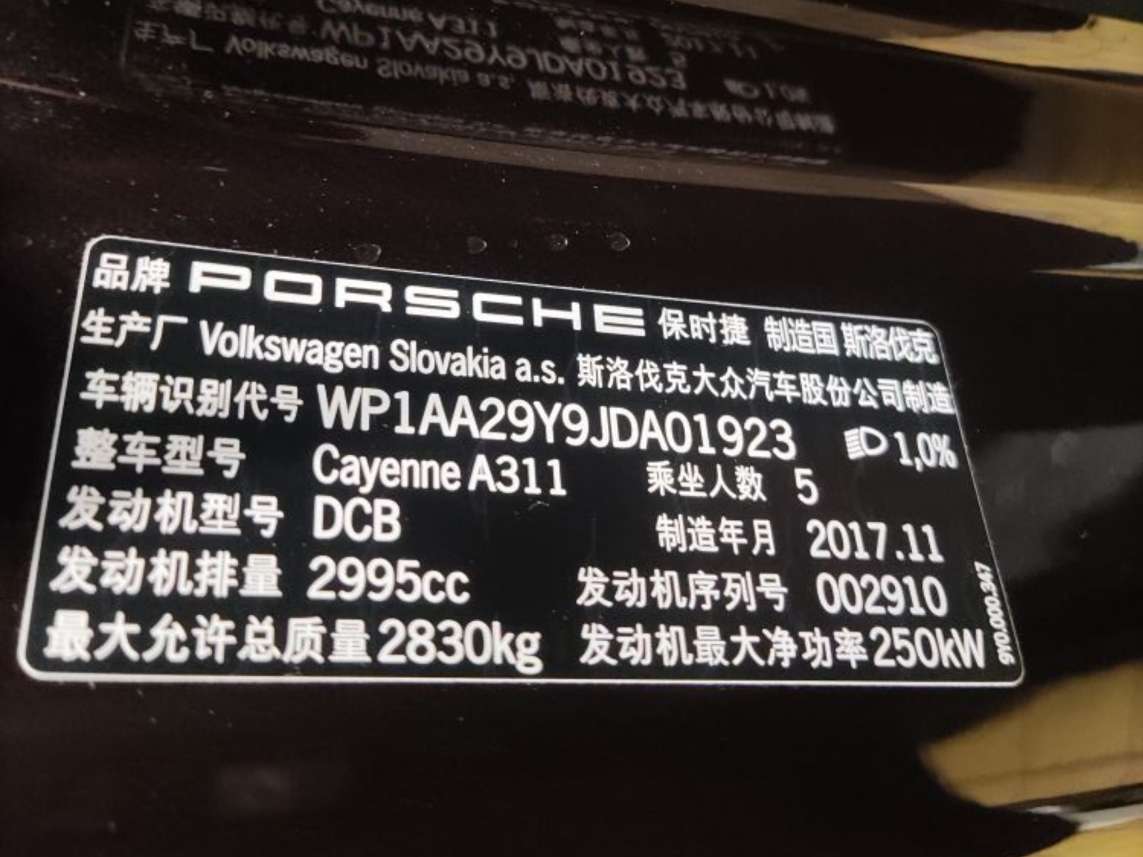 品牌 PORSCHE 保时捷 制造国 斯洛伐克
生产厂 Volkswagen Slovakia a.s. 斯洛伐克大众汽车股份公司制造
车辆识别代号 WP1AA29Y9JDA01923 1,0%
整车型号 Cayenne A311 乘坐人数 5
发动机型号 DCB 制造年月 2017.11
发动机排量 2995cc 发动机序列号 002910
最大允许总质量 2830kg 发动机最大净功率 250kW
9Y0.000.347